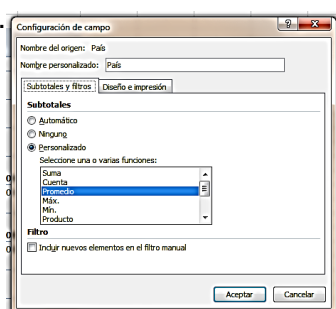 Configuración de campo
Nombre del origen: País
Nombre personalizado: País
Subtotales y filtros
Diseño e impresión
Subtotales
Automático
Ninguno
Personalizado
Seleccione una o varias funciones:
Suma
Cuenta
Promedio
Máx.
Mín.
Producto
Filtro
Incluir nuevos elementos en el filtro manual
Aceptar
Cancelar